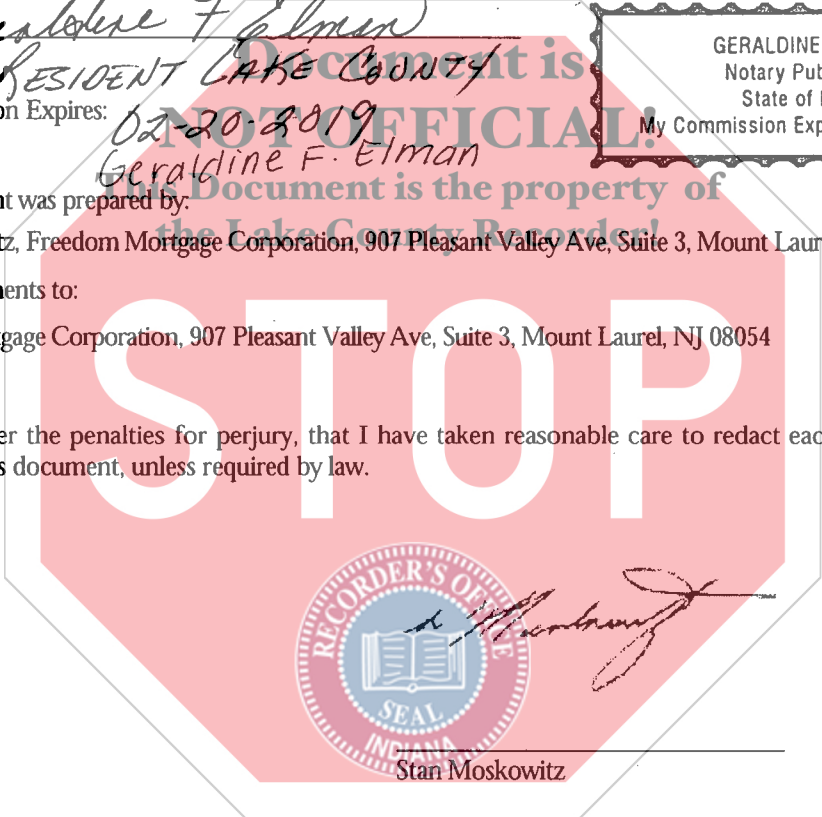 Geraldine F Elman
RESIDENT LAKE COUNTY
on Expires: 02-20-2019
Geraldine F. Elman
GERALDINE
Notary Pub
State of
My Commission Exp
Document is
NOT OFFICIAL!
This Document is the property of
the Lake County Recorder!
nt was prepared by:
tz, Freedom Mortgage Corporation, 907 Pleasant Valley Ave, Suite 3, Mount Laur
ents to:
gage Corporation, 907 Pleasant Valley Ave, Suite 3, Mount Laurel, NJ 08054
STOP
er the penalties for perjury, that I have taken reasonable care to redact eac
s document, unless required by law.
RECORDER'S OFFICE
SEAL
INDIANA
Stan Moskowitz